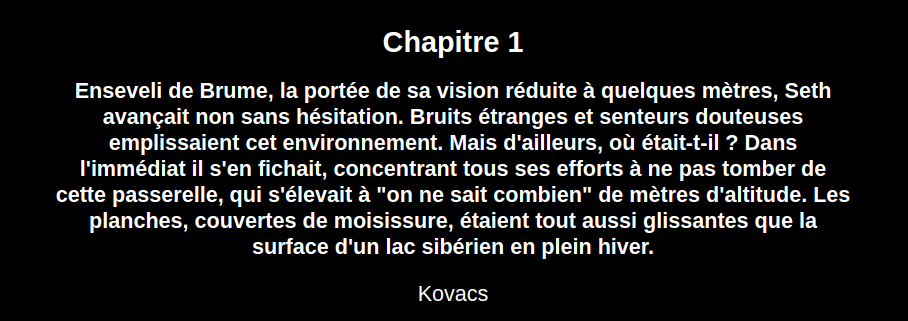 Chapitre 1
Enseveli de Brume, la portée de sa vision réduite à quelques mètres, Seth
avançait non sans hésitation. Bruits étranges et senteurs douteuses
emplissaient cet environnement. Mais d'ailleurs, où était-t-il ? Dans
l'immédiat il s'en fichait, concentrant tous ses efforts à ne pas tomber de
cette passerelle, qui s'élevait à "on ne sait combien" de mètres d'altitude. Les
planches, couvertes de moisissure, étaient tout aussi glissantes que la
surface d'un lac sibérien en plein hiver.
Kovacs